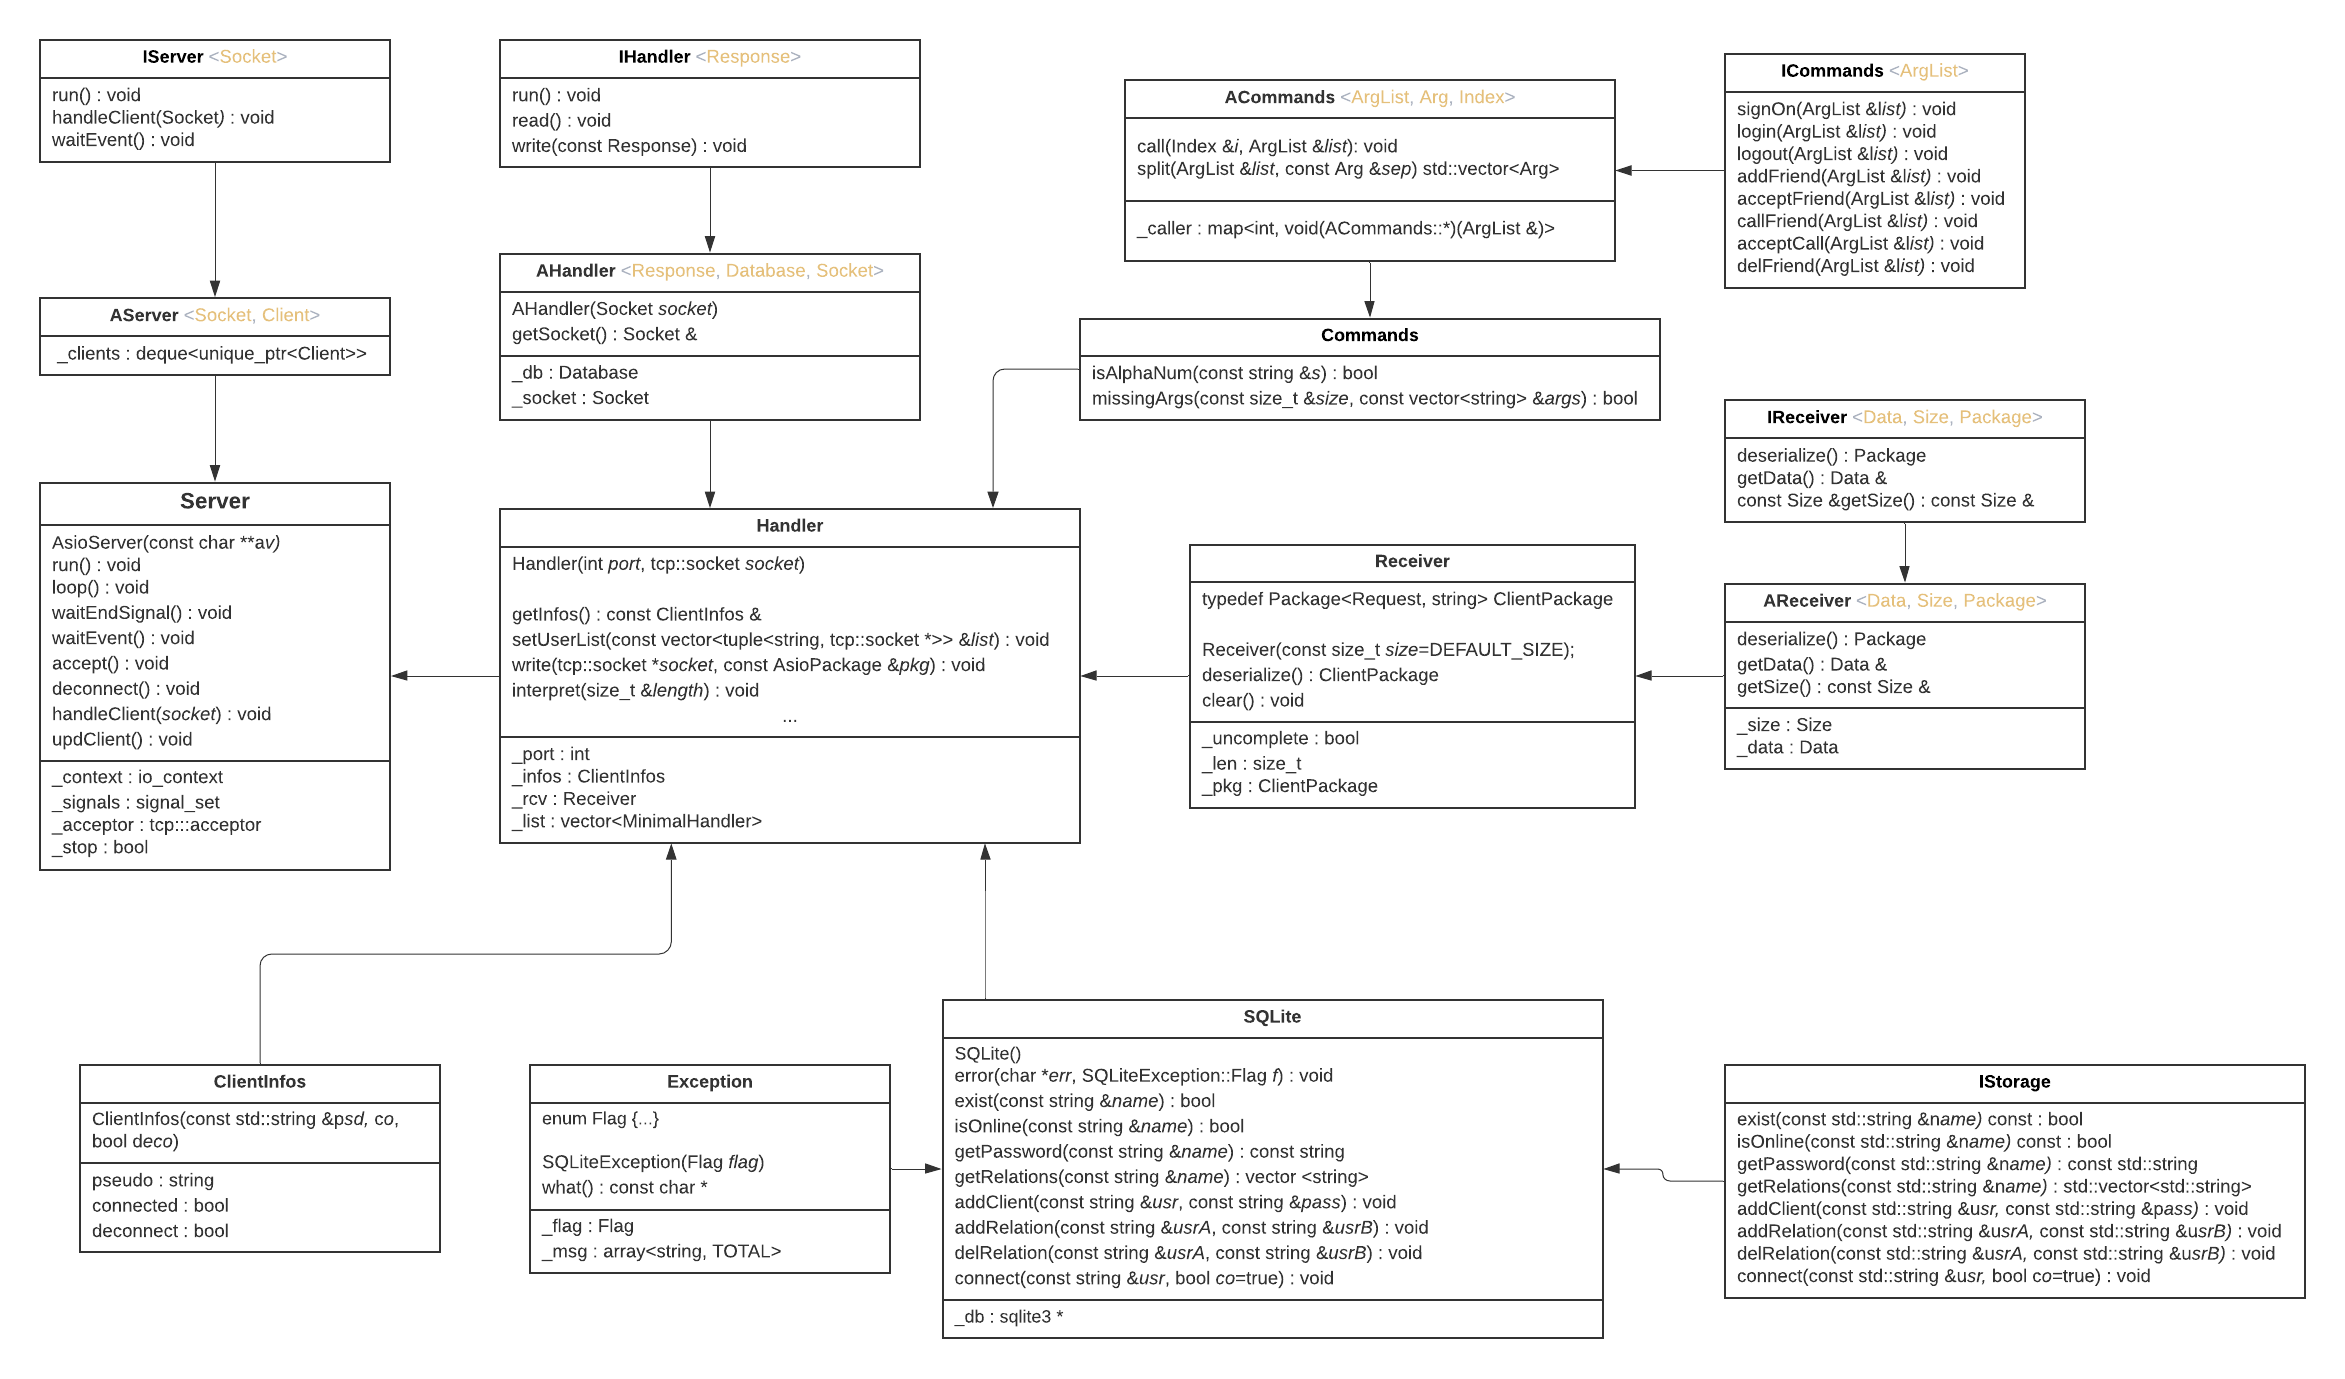 IServer <Socket>
run() : void
handleClient(Socket) : void
waitEvent() : void
IHandler <Response>
run() : void
read() : void
write(const Response) : void
ACommands <ArgList, Arg, Index>
call(Index &i, ArgList &list): void
split(ArgList &list, const Arg &sep) std::vector<Arg>
_caller : map<int, void(ACommands::*)(ArgList &)>
ICommands <ArgList>
signOn(ArgList &list) : void
login(ArgList &list) : void
logout(ArgList &list) : void
addFriend(ArgList &list) : void
acceptFriend(ArgList &list) : void
callFriend(ArgList &list) : void
acceptCall(ArgList &list) : void
delFriend(ArgList &list) : void
AServer <Socket, Client>
_clients : deque<unique_ptr<Client>>
AHandler <Response, Database, Socket>
AHandler(Socket socket)
getSocket() : Socket &
_db : Database
_socket : Socket
Commands
isAlphaNum(const string &s) : bool
missingArgs(const size_t &size, const vector<string> &args) : bool
IReceiver <Data, Size, Package>
deserialize() : Package
getData() : Data &
const Size &getSize() : const Size &
Server
AsioServer(const char **av)
run() : void
loop() : void
waitEndSignal() : void
waitEvent() : void
accept() : void
deconnect() : void
handleClient(socket) : void
updClient() : void
_context : io_context
_signals : signal_set
_acceptor : tcp:::acceptor
_stop : bool
Handler
Handler(int port, tcp::socket socket)
getInfos() : const ClientInfos &
setUserList(const vector<tuple<string, tcp::socket *>> &list) : void
write(tcp::socket *socket, const AsioPackage &pkg) : void
interpret(size_t &length) : void
...
_port : int
_infos : ClientInfos
_rcv : Receiver
_list : vector<MinimalHandler>
Receiver
typedef Package<Request, string> ClientPackage
Receiver(const size_t size=DEFAULT_SIZE);
deserialize() : ClientPackage
clear() : void
_uncomplete : bool
_len : size_t
_pkg : ClientPackage
AReceiver <Data, Size, Package>
deserialize() : Package
getData() : Data &
getSize() : const Size &
_size : Size
_data : Data
ClientInfos
ClientInfos(const std::string &psd, co,
bool deco)
pseudo : string
connected : bool
deconnect : bool
Exception
enum Flag {...}
SQLiteException(Flag flag)
what() : const char *
_flag : Flag
_msg : array<string, TOTAL>
SQLite
SQLite()
error(char *err, SQLiteException::Flag f) : void
exist(const string &name) : bool
isOnline(const string &name) : bool
getPassword(const string &name) : const string
getRelations(const string &name) : vector <string>
addClient(const string &usr, const string &pass) : void
addRelation(const string &usrA, const string &usrB) : void
delRelation(const string &usrA, const string &usrB) : void
connect(const string &usr, bool co=true) : void
_db : sqlite3 *
IStorage
exist(const std::string &name) const : bool
isOnline(const std::string &name) const : bool
getPassword(const std::string &name) : const std::string
getRelations(const std::string &name) : std::vector<std::string>
addClient(const std::string &usr, const std::string &pass) : void
addRelation(const std::string &usrA, const std::string &usrB) : void
delRelation(const std::string &usrA, const std::string &usrB) : void
connect(const std::string &usr, bool co=true) : void